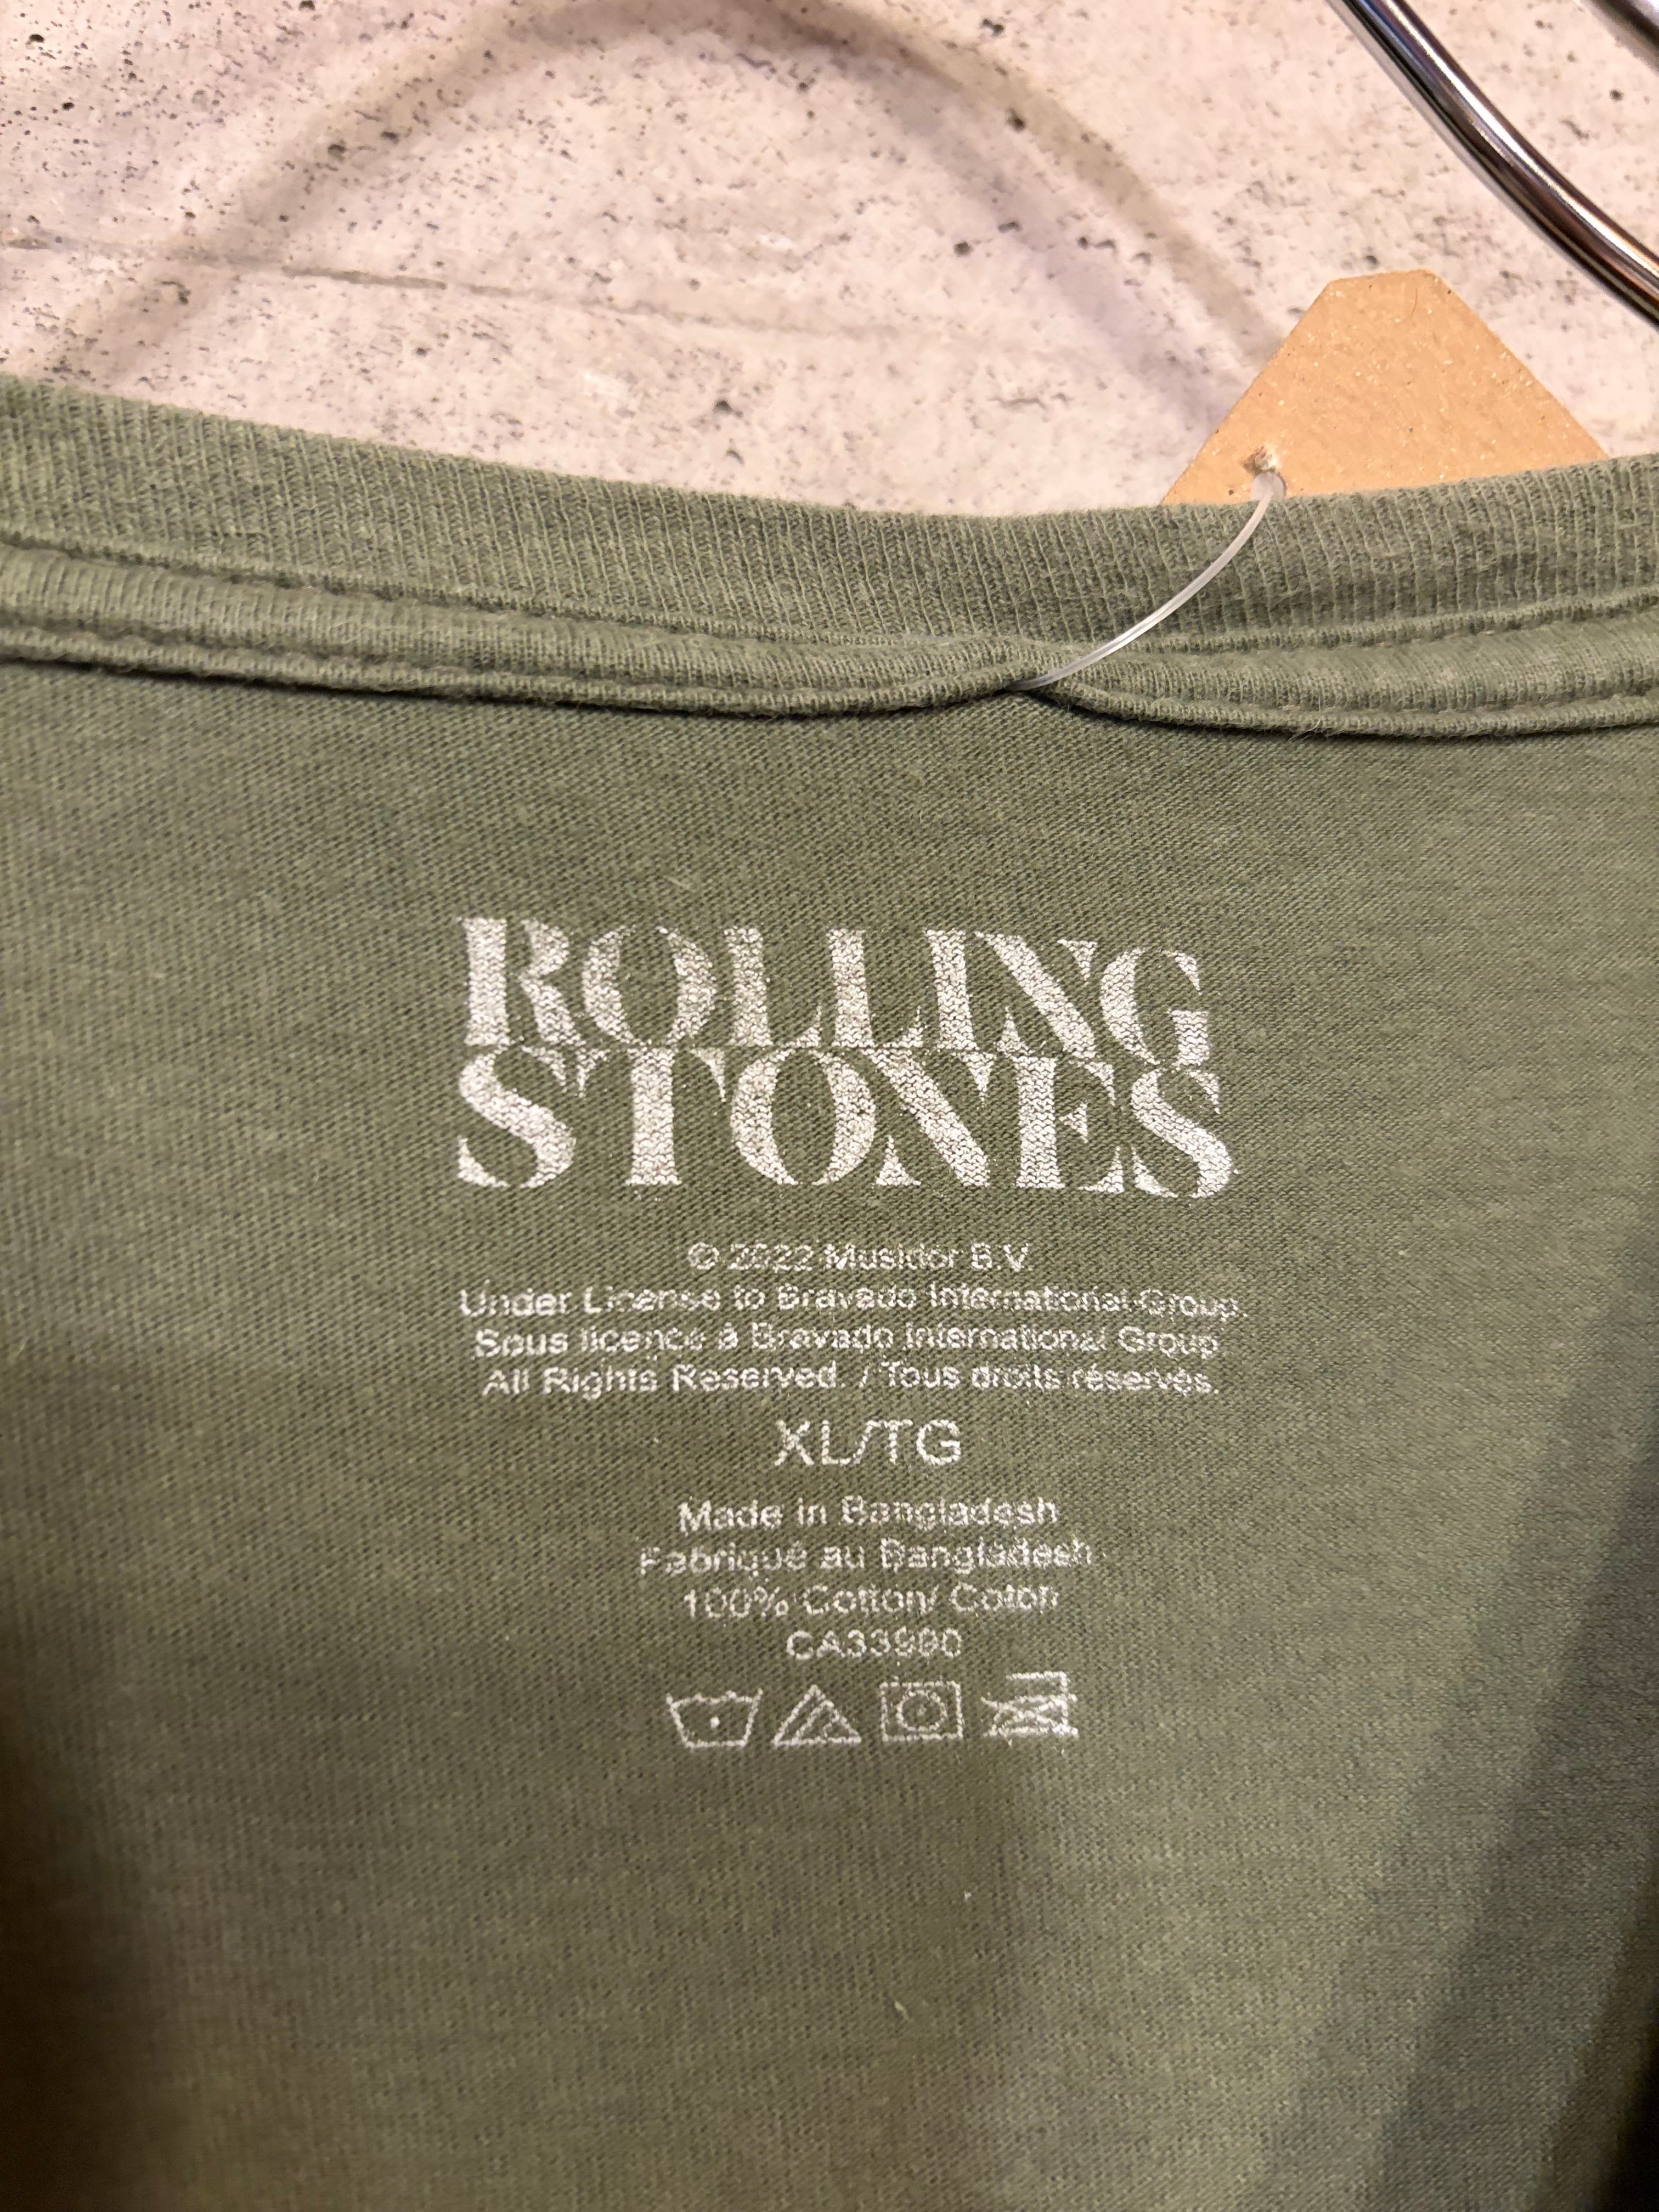 ROLLING
STONES
© 2022 Musidor B.V
Under License to Bravado International Group.
Sous licence à Bravado International Group
All Rights Reserved. / Tous droits réservés.
XL/TG
Made in Bangladesh
Fabriqué au Bangladesh
100% Cotton/ Coton
CA33990